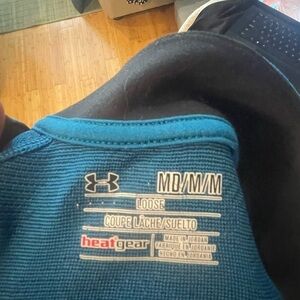 MD/M/M
LOOSE
COUPE LÂCHE/SUELTO
heatgear
MADE IN JORDAN
FABRIQUÉ EN JORDANIE
HECHO EN JORDANIA